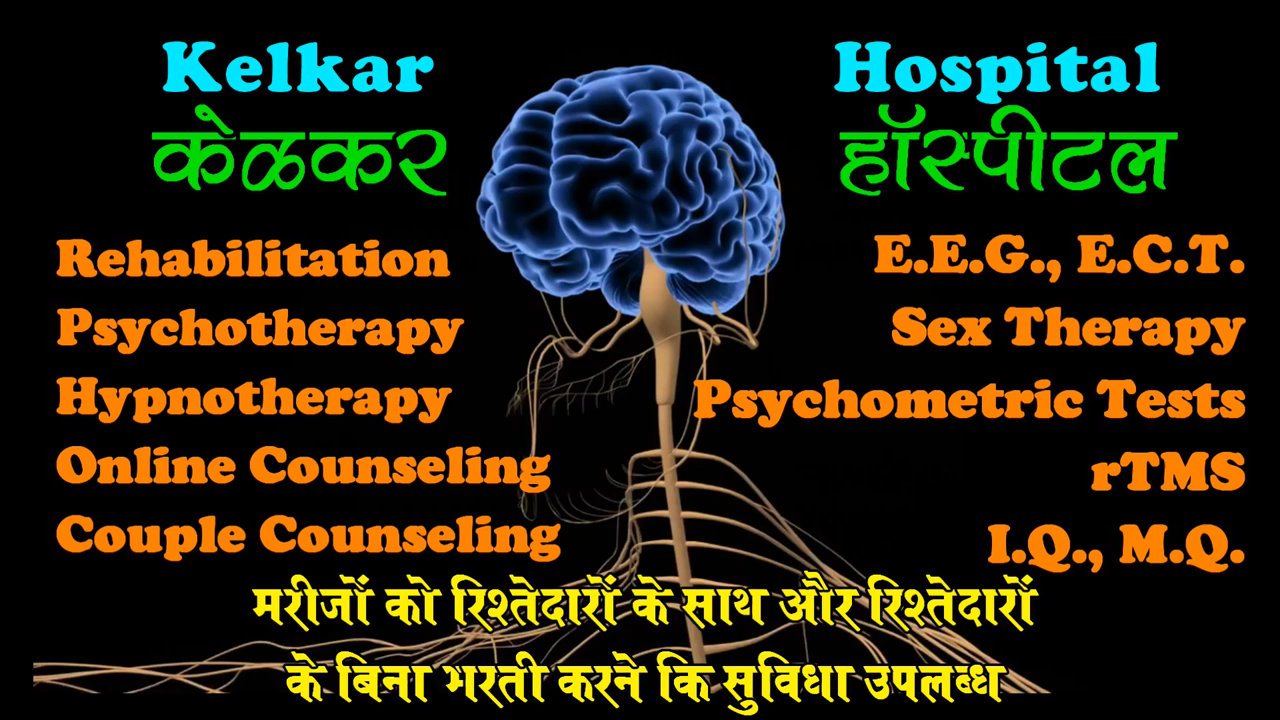 Kelkar Hospital
केळकर हॉस्पीटल
Rehabilitation
Psychotherapy
Hypnotherapy
Online Counseling
Couple Counseling
E.E.G., E.C.T.
Sex Therapy
Psychometric Tests
rTMS
I.Q., M.Q.
मरीजों को रिश्तेदारों के साथ और रिश्तेदारों
के बिना भरती करने कि सुविधा उपलब्ध